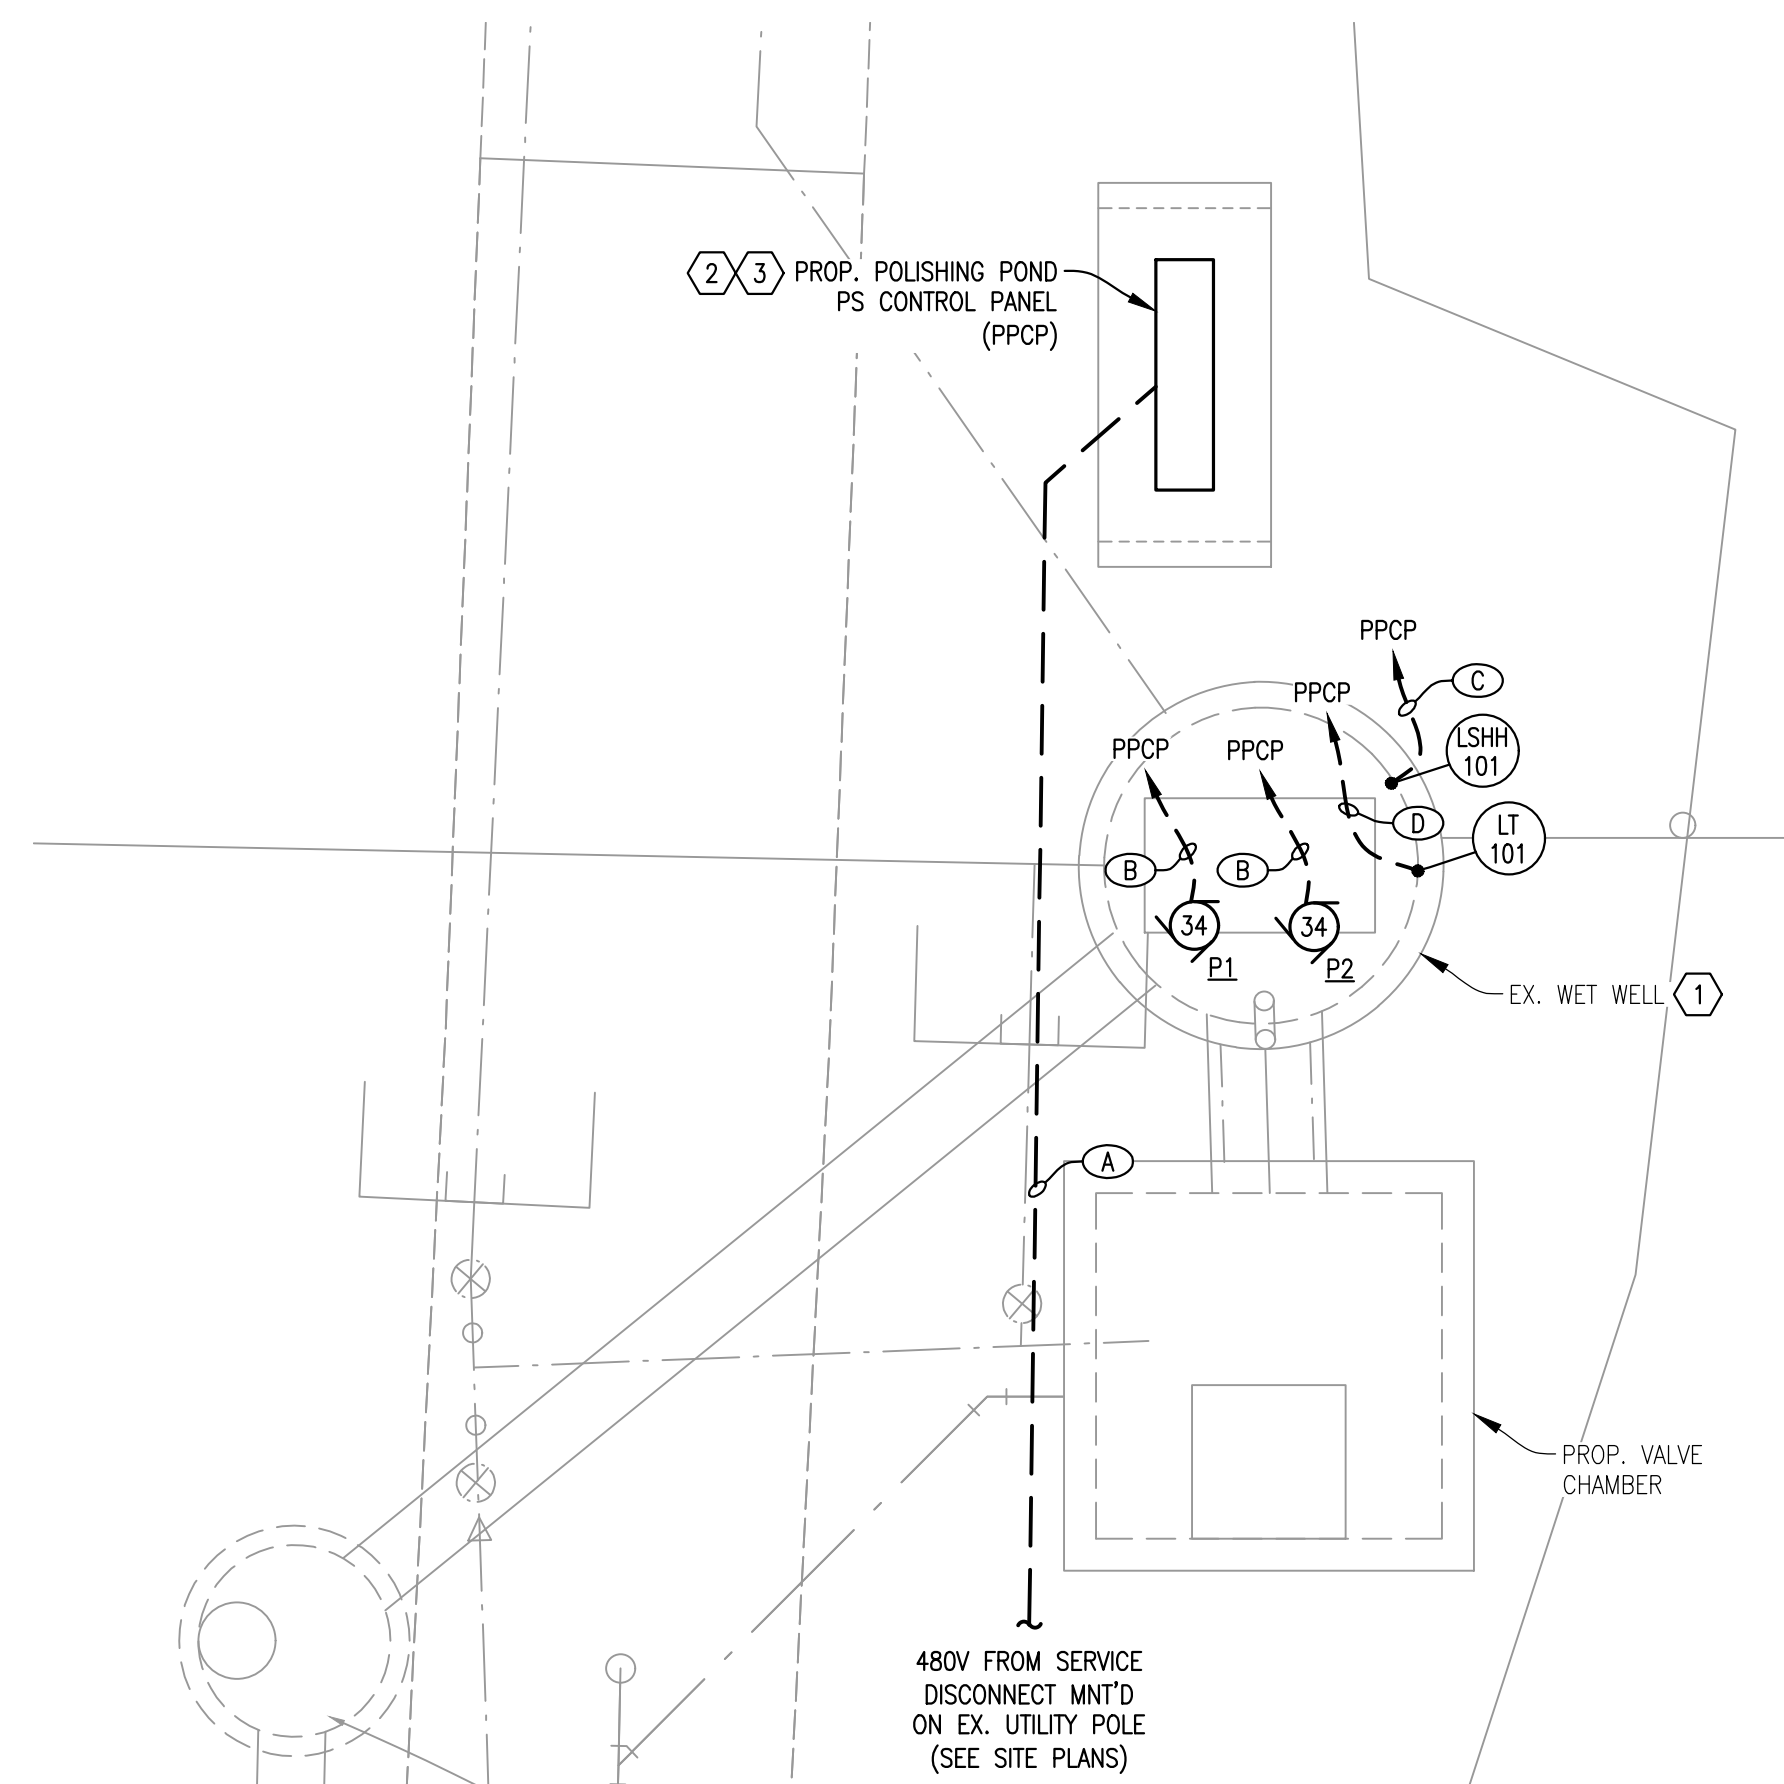 2 3 PROP. POLISHING POND
PS CONTROL PANEL
(PPCP)
PPCP
C
PPCP
LSHH
101
PPCP
PPCP
D
LT
101
B
B
34
34
P1
P2
EX. WET WELL 1
A
PROP. VALVE
CHAMBER
480V FROM SERVICE
DISCONNECT MNT'D
ON EX. UTILITY POLE
(SEE SITE PLANS)